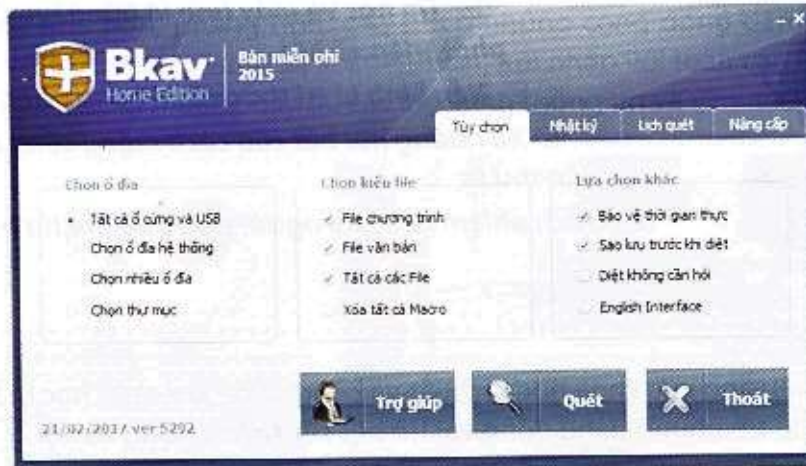 Bkav
Home Edition
Bản miễn phí
2015
Tùy chọn
Nhật ký
Lịch quét
Nâng cấp
Chọn ổ đĩa
Tất cả ổ cứng và USB
Chọn ổ đĩa hệ thống
Chọn nhiều ổ đĩa
Chọn thư mục
Chọn kiểu file
File chương trình
File văn bản
Tất cả các File
Xóa tất cả Macro
Lựa chọn khác
Bảo vệ thời gian thực
Sao lưu trước khi diệt
Diệt không cần hỏi
English Interface
Trợ giúp
Quét
Thoát
21/02/2017 ver 5292